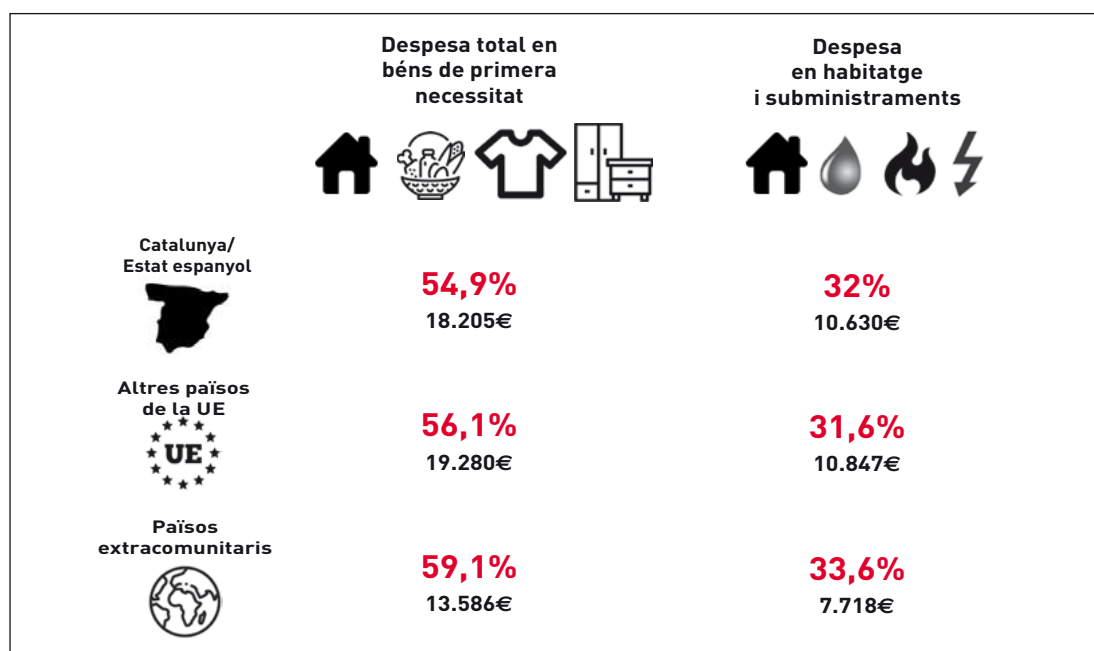 Despesa total en
béns de primera
necessitat
Despesa
en habitatge
i subministraments
Catalunya/
Estat espanyol
54,9%
18.205€
32%
10.630€
Altres països
de la UE
UE
56,1%
19.280€
31,6%
10.847€
Països
extracomunitaris
59,1%
13.586€
33,6%
7.718€